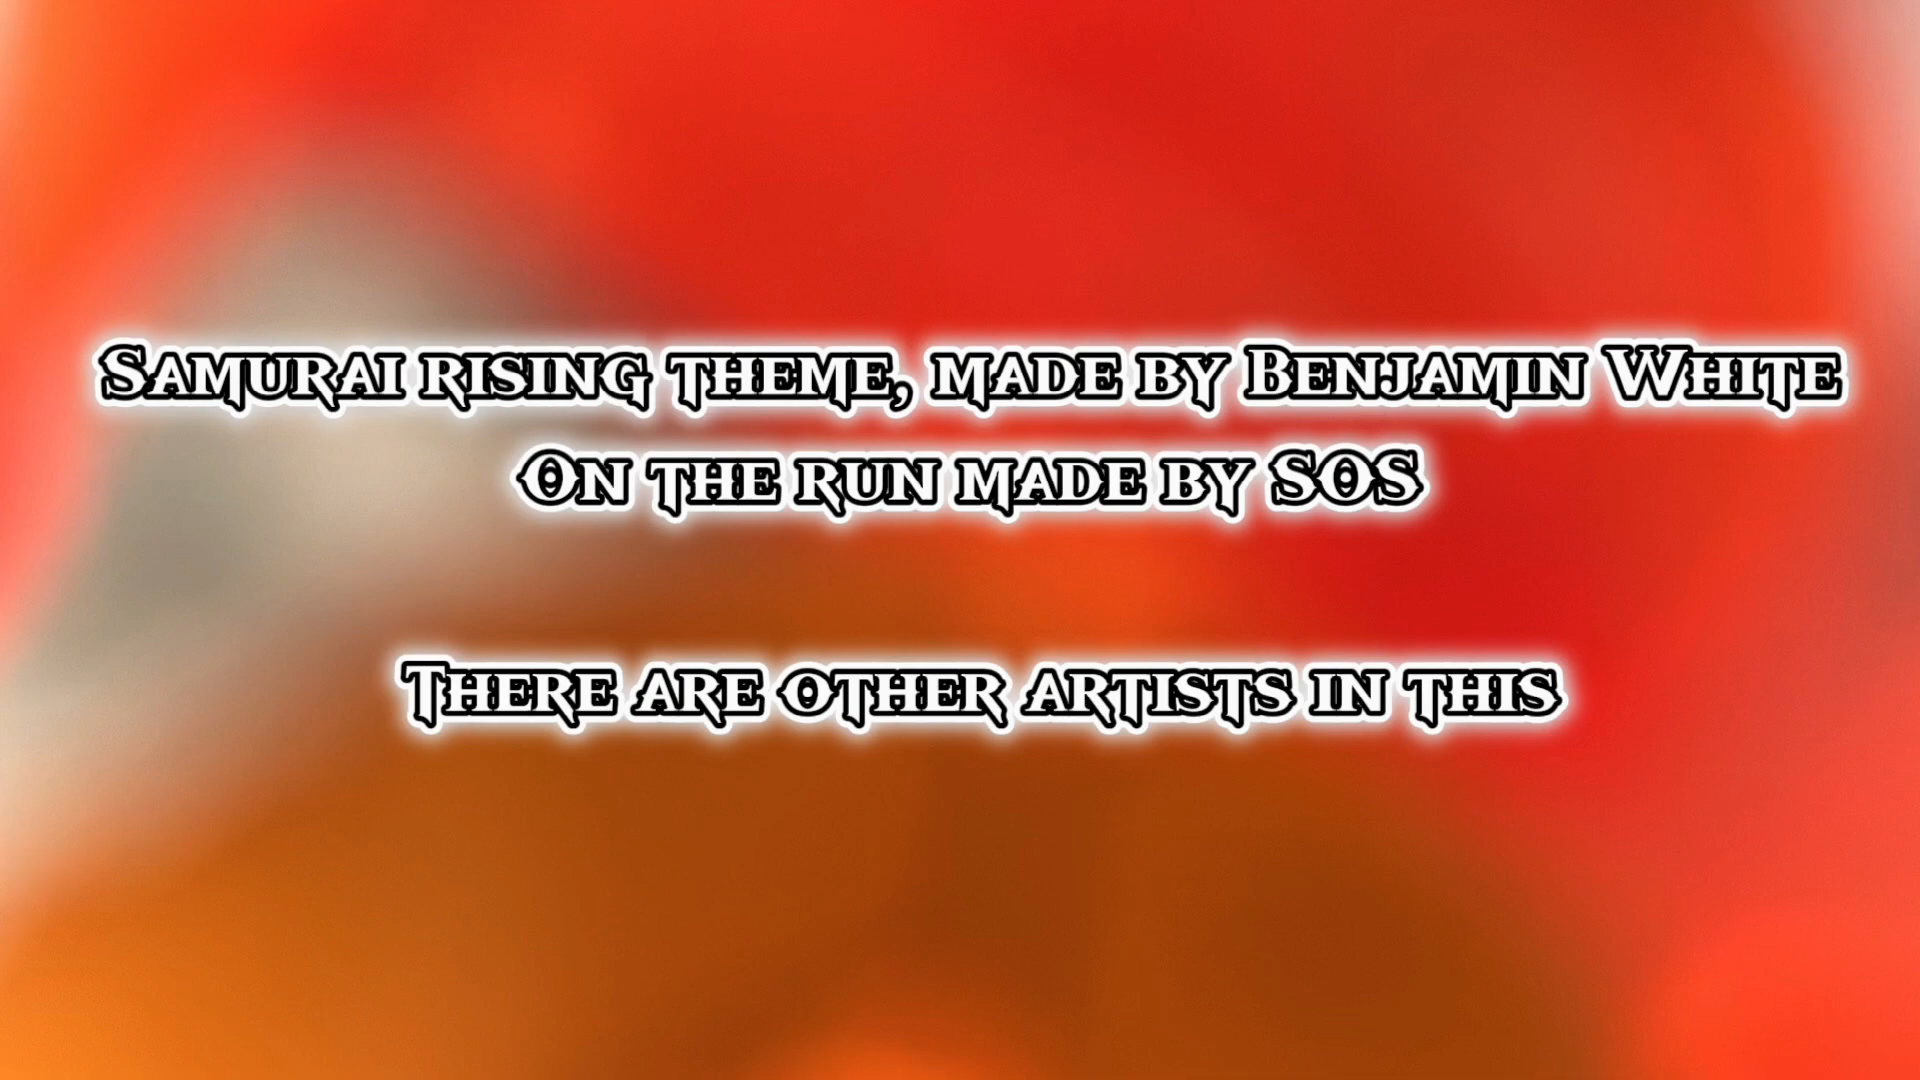 Samurai rising theme, made by Benjamin White
On the run made by SOS
There are other artists in this